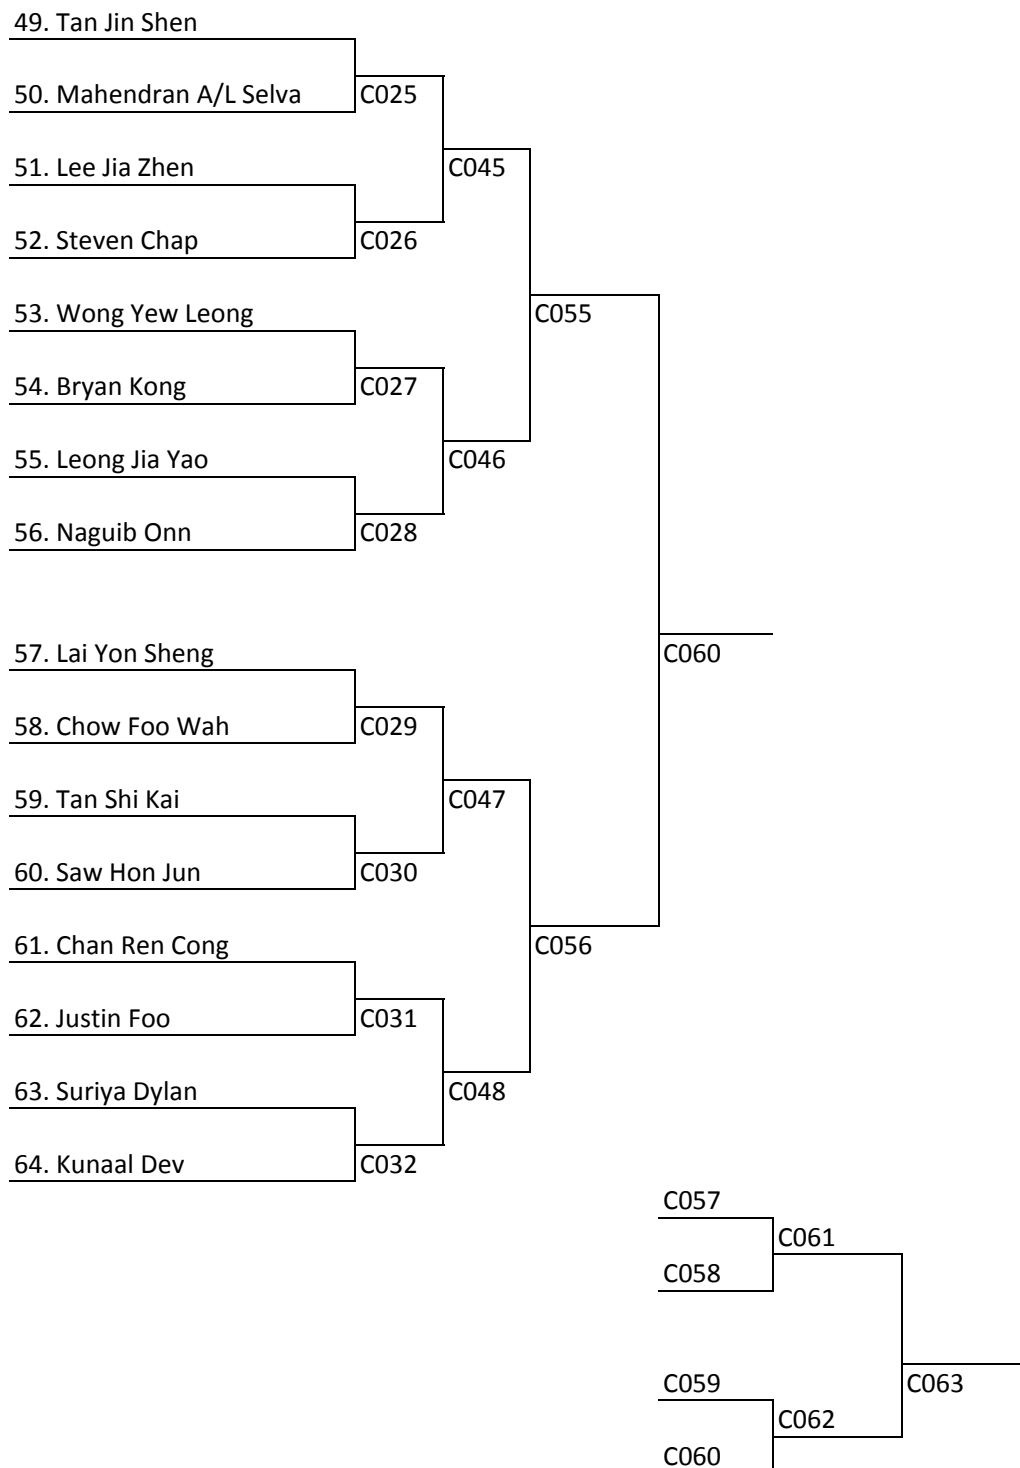 49. Tan Jin Shen
50. Mahendran A/L Selva
C025
51. Lee Jia Zhen
C045
52. Steven Chap
C026
53. Wong Yew Leong
C055
54. Bryan Kong
C027
55. Leong Jia Yao
C046
56. Naguib Onn
C028
57. Lai Yon Sheng
C060
58. Chow Foo Wah
C029
59. Tan Shi Kai
C047
60. Saw Hon Jun
C030
61. Chan Ren Cong
C056
62. Justin Foo
C031
63. Suriya Dylan
C048
64. Kunaal Dev
C032
C057
C061
C058
C059
C063
C062
C060